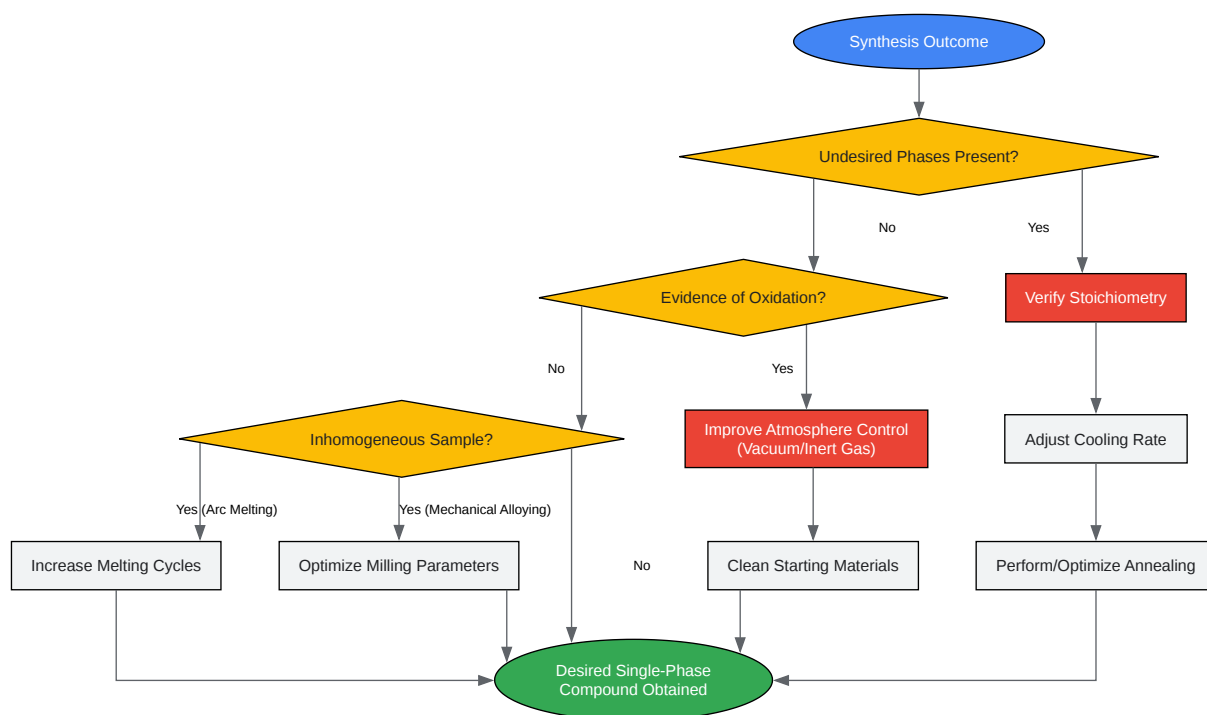 Synthesis Outcome
Undesired Phases Present?
No
Yes
Evidence of Oxidation?
Verify Stoichiometry
No
Yes
Inhomogeneous Sample?
Improve Atmosphere Control
(Vacuum/Inert Gas)
Adjust Cooling Rate
Yes (Arc Melting)
Yes (Mechanical Alloying)
Increase Melting Cycles
Optimize Milling Parameters
No
Clean Starting Materials
Perform/Optimize Annealing
Desired Single-Phase
Compound Obtained